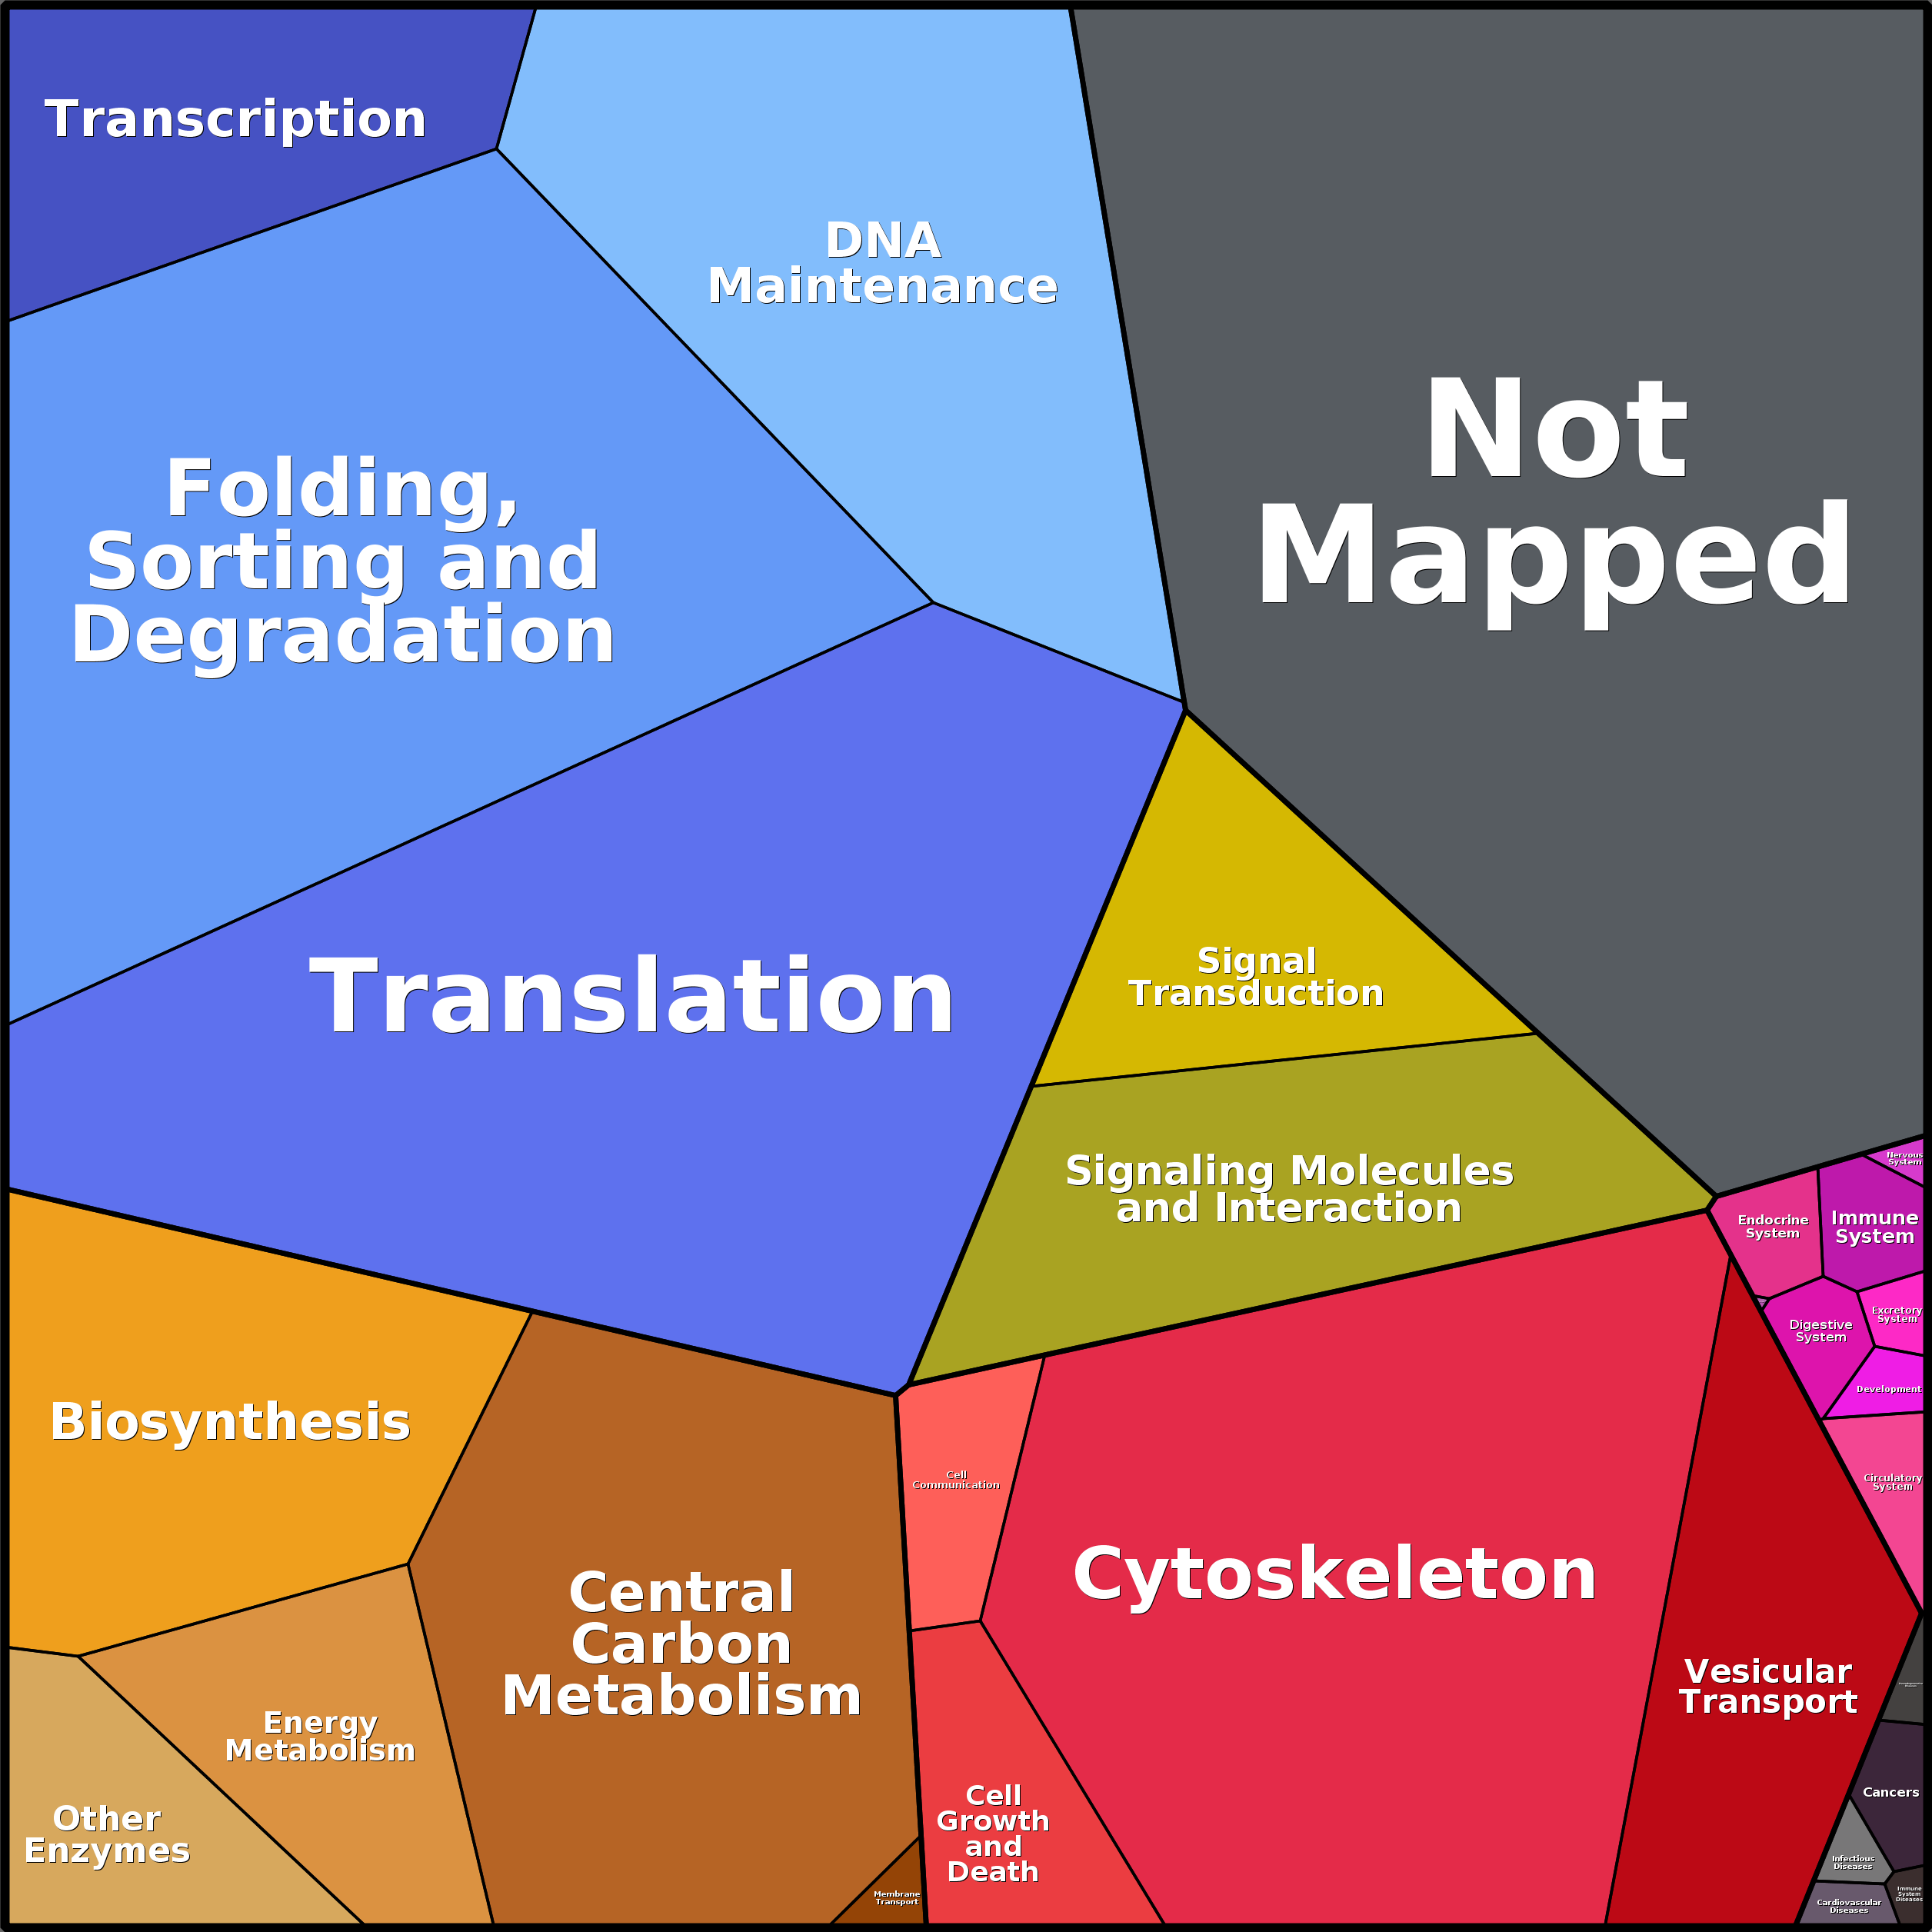 Transcription
DNA
Maintenance
Not
Mapped
Folding,
Sorting and
Degradation
Translation
Signal
Transduction
Signaling Molecules
and Interaction
Nervous
System
Endocrine
System
Immune
System
Excretory
System
Digestive
System
Development
Circulatory
System
Biosynthesis
Cell
Communication
Cytoskeleton
Central
Carbon
Metabolism
Vesicular
Transport
Energy
Metabolism
Other
Enzymes
Cell
Growth
and
Death
Membrane
Transport
Cancers
Infectious
Diseases
Immune
System
Diseases
Cardiovascular
Diseases